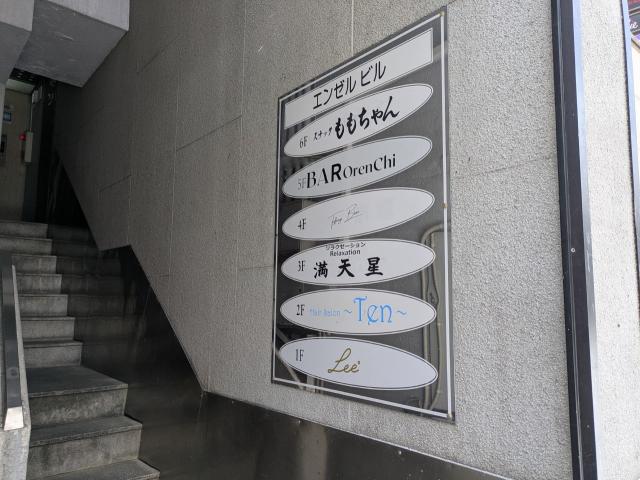 エンゼルビル
6F スナック ももちゃん
5F BAR OrenChi
4F
リラクゼーション
Relaxation
3F 満天星
2F Hair Salon ~Ten~
1F Lee'